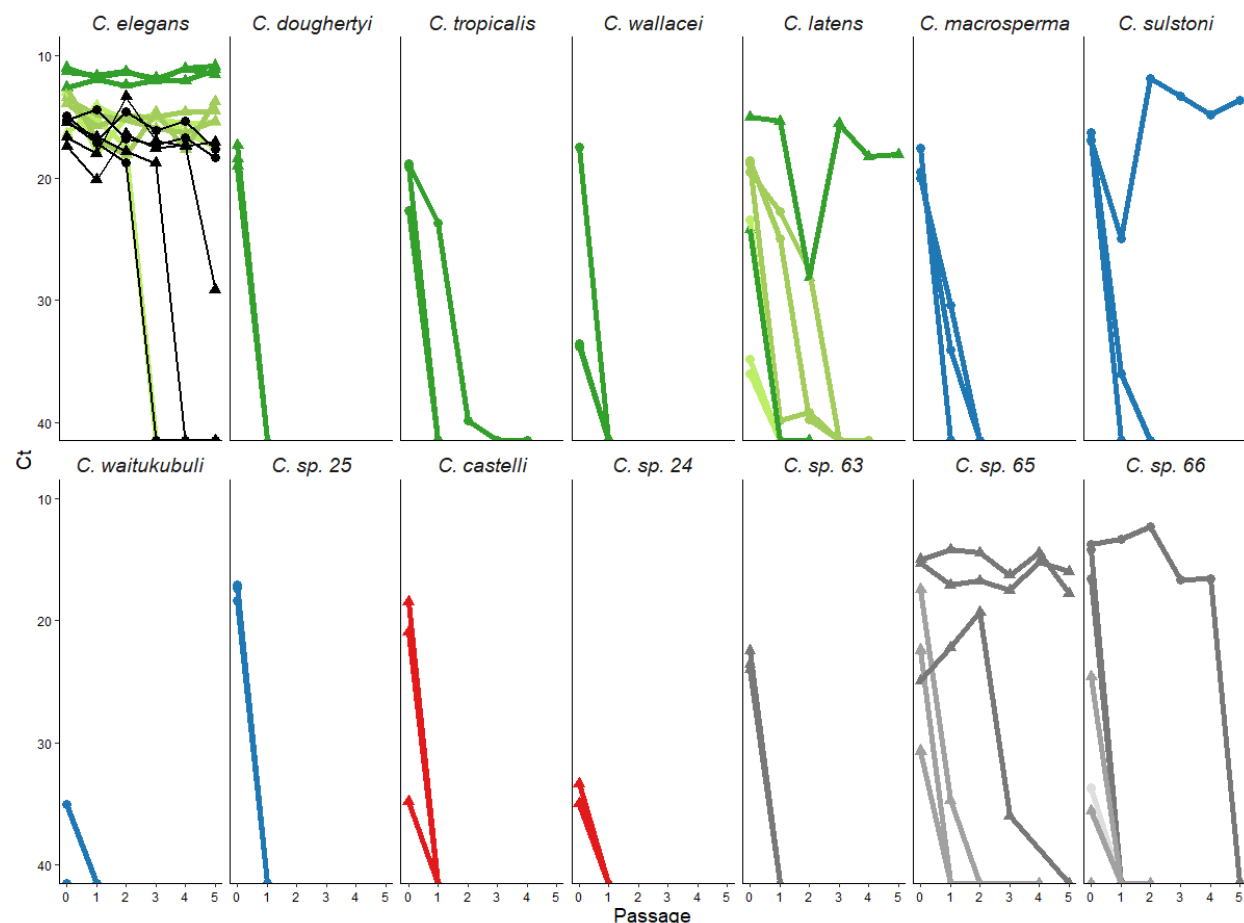 C. elegans C. doughertyi C. tropicalis C. wallacei C. latens C. macrosperma C. sulstoni
10
20
30
40
Ct
C. waitukubuli C. sp. 25 C. castelli C. sp. 24 C. sp. 63 C. sp. 65 C. sp. 66
10
20
30
40
0 1 2 3 4 5 0 1 2 3 4 5 0 1 2 3 4 5 0 1 2 3 4 5 0 1 2 3 4 5 0 1 2 3 4 5 0 1 2 3 4 5
Passage